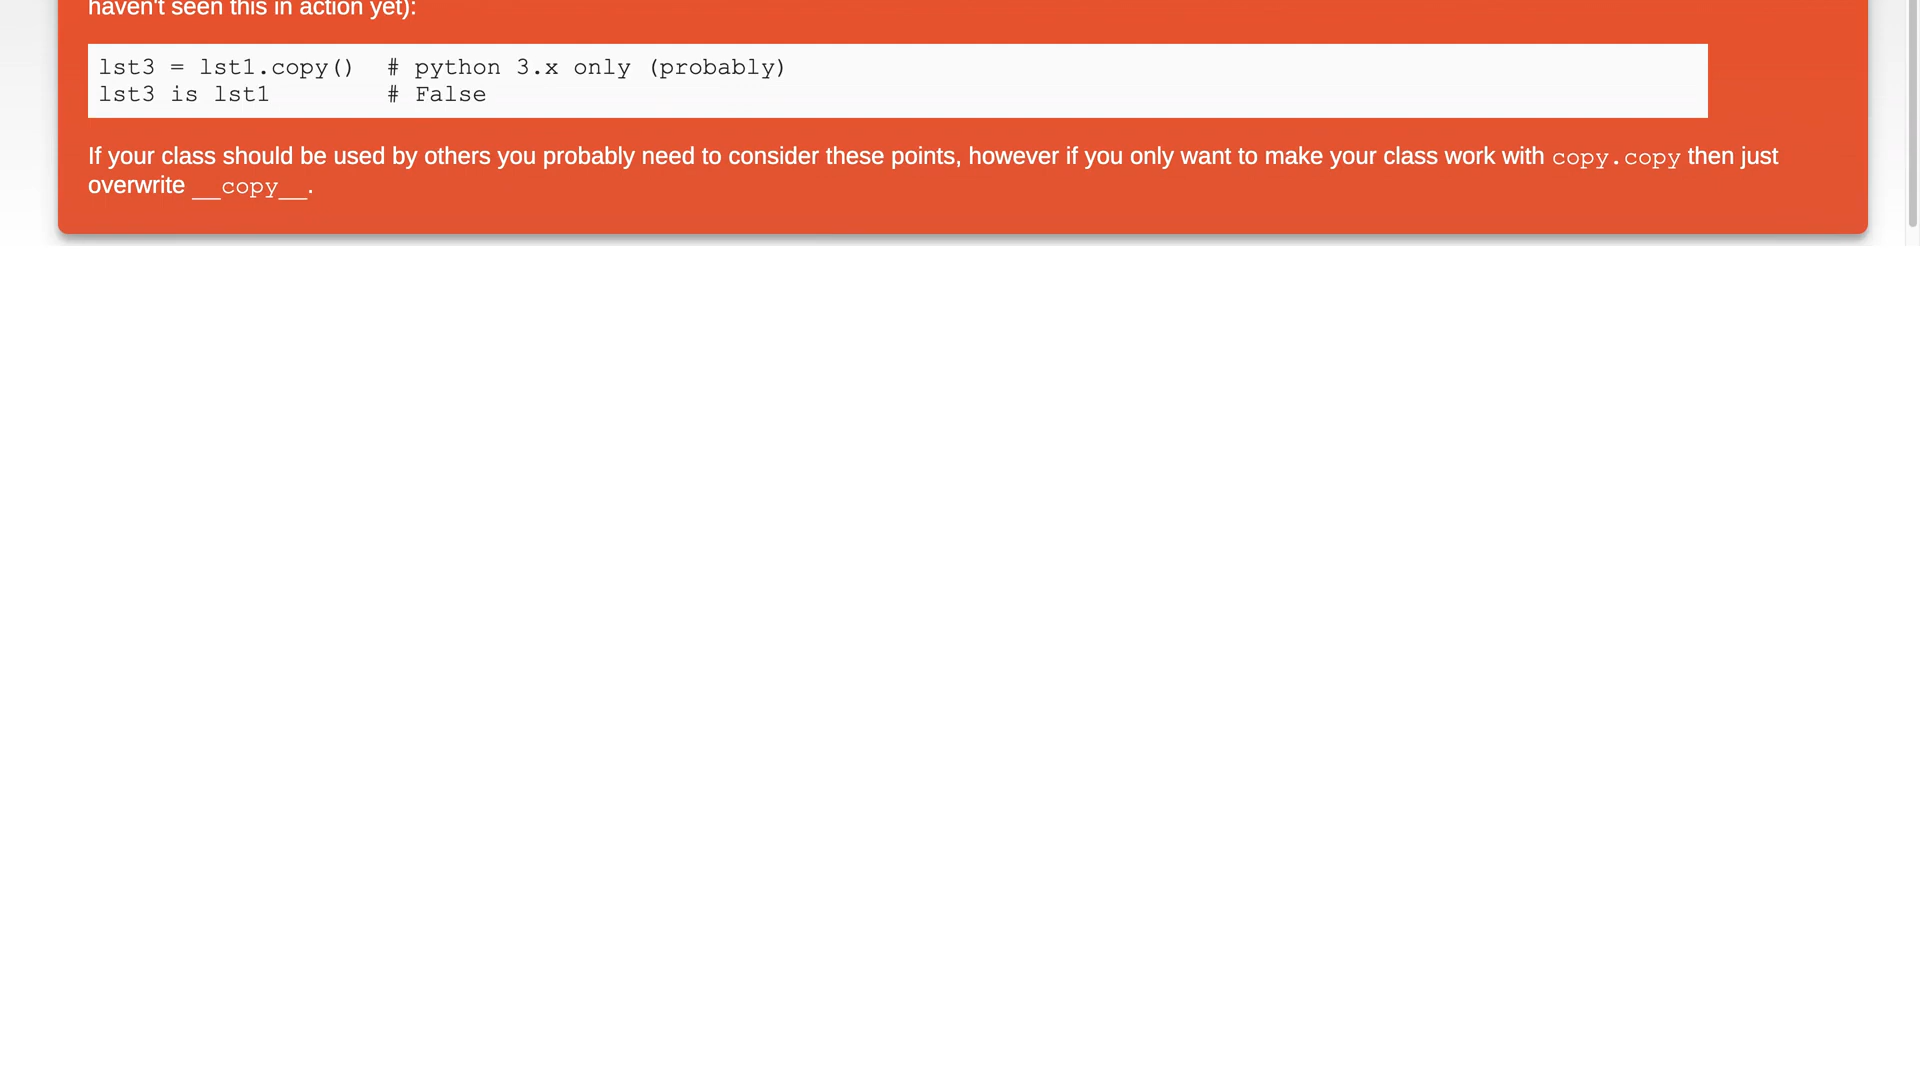 haven't seen this in action yet):
lst3 = lst1.copy()  # python 3.x only (probably)
lst3 is lst1        # False
If your class should be used by others you probably need to consider these points, however if you only want to make your class work with copy.copy then just
overwrite __copy__.